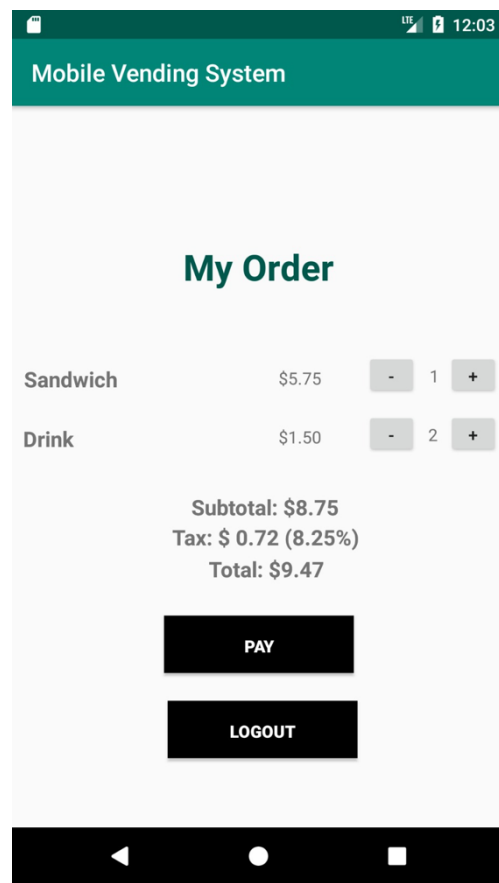 LTE 12:03
Mobile Vending System
My Order
Sandwich $5.75 - 1 +
Drink $1.50 - 2 +
Subtotal: $8.75
Tax: $ 0.72 (8.25%)
Total: $9.47
PAY
LOGOUT